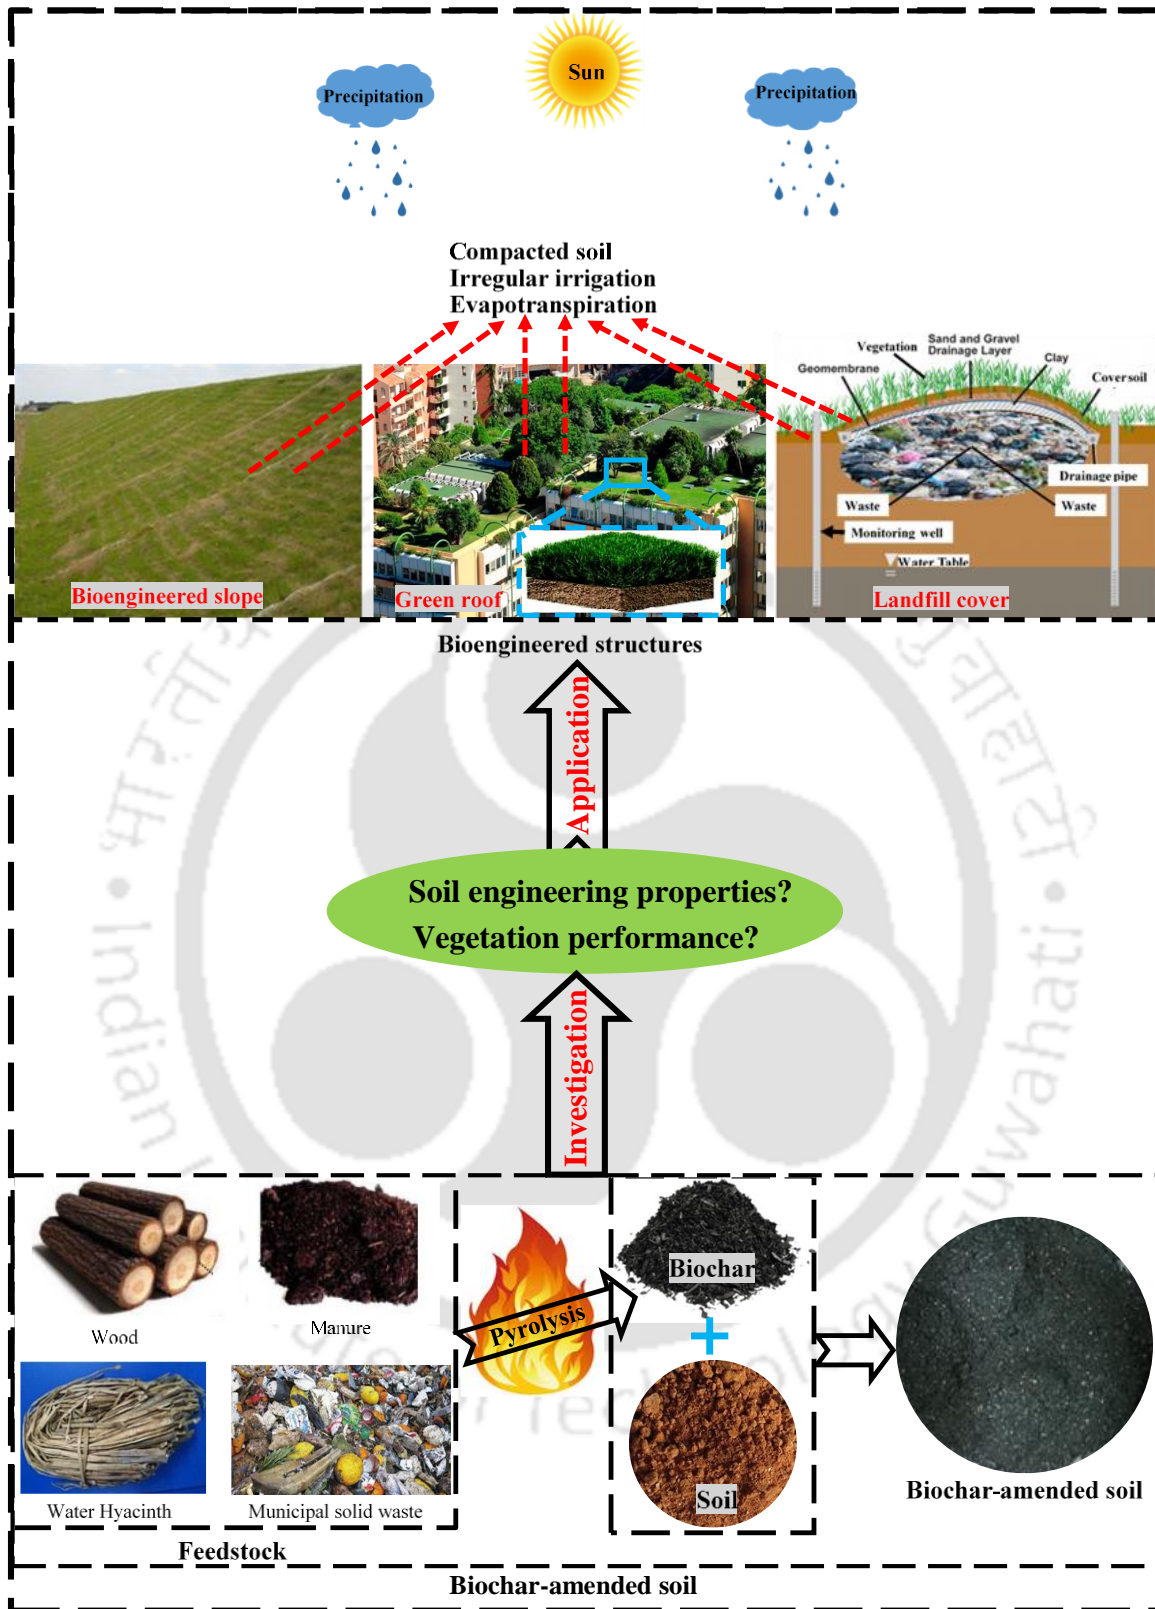 Sun
Precipitation
Precipitation
Compacted soil
Irregular irrigation
Evapotranspiration
Vegetation
Sand and Gravel
Drainage Layer
Clay
Geomembrane
Cover soil
Drainage pipe
Waste
Waste
Monitoring well
Water Table
Bioengineered slope
Green roof
Landfill cover
Bioengineered structures
Application
Soil engineering properties?
Vegetation performance?
Investigation
Wood
Manure
Pyrolysis
Biochar
Soil
Water Hyacinth
Municipal solid waste
Biochar-amended soil
Feedstock
Biochar-amended soil
Indian
Technology Guwahati